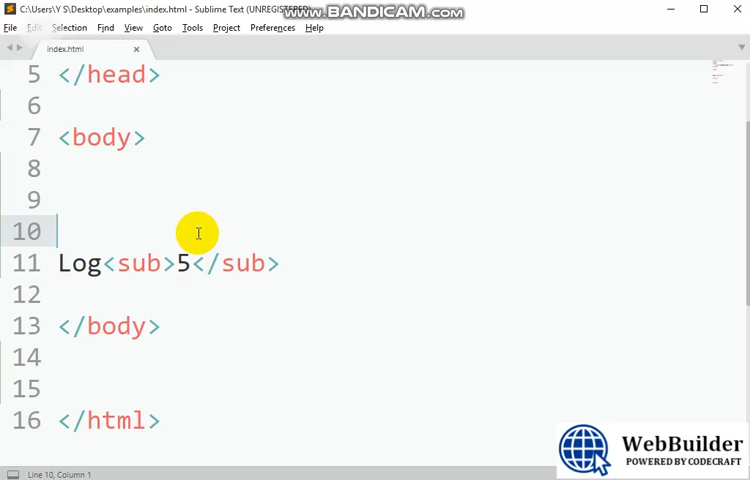 C:\Users\Y S\Desktop\examples\index.html - Sublime Text (UNREGISTERED)
www.BANDICAM.com
File Edit Selection Find View Goto Tools Project Preferences Help
index.html
5 </head>
6
7 <body>
8
9
10
11 Log<sub>5</sub>
12
13 </body>
14
15
16 </html>
WebBuilder
POWERED BY CODECRAFT
Line 10, Column 1